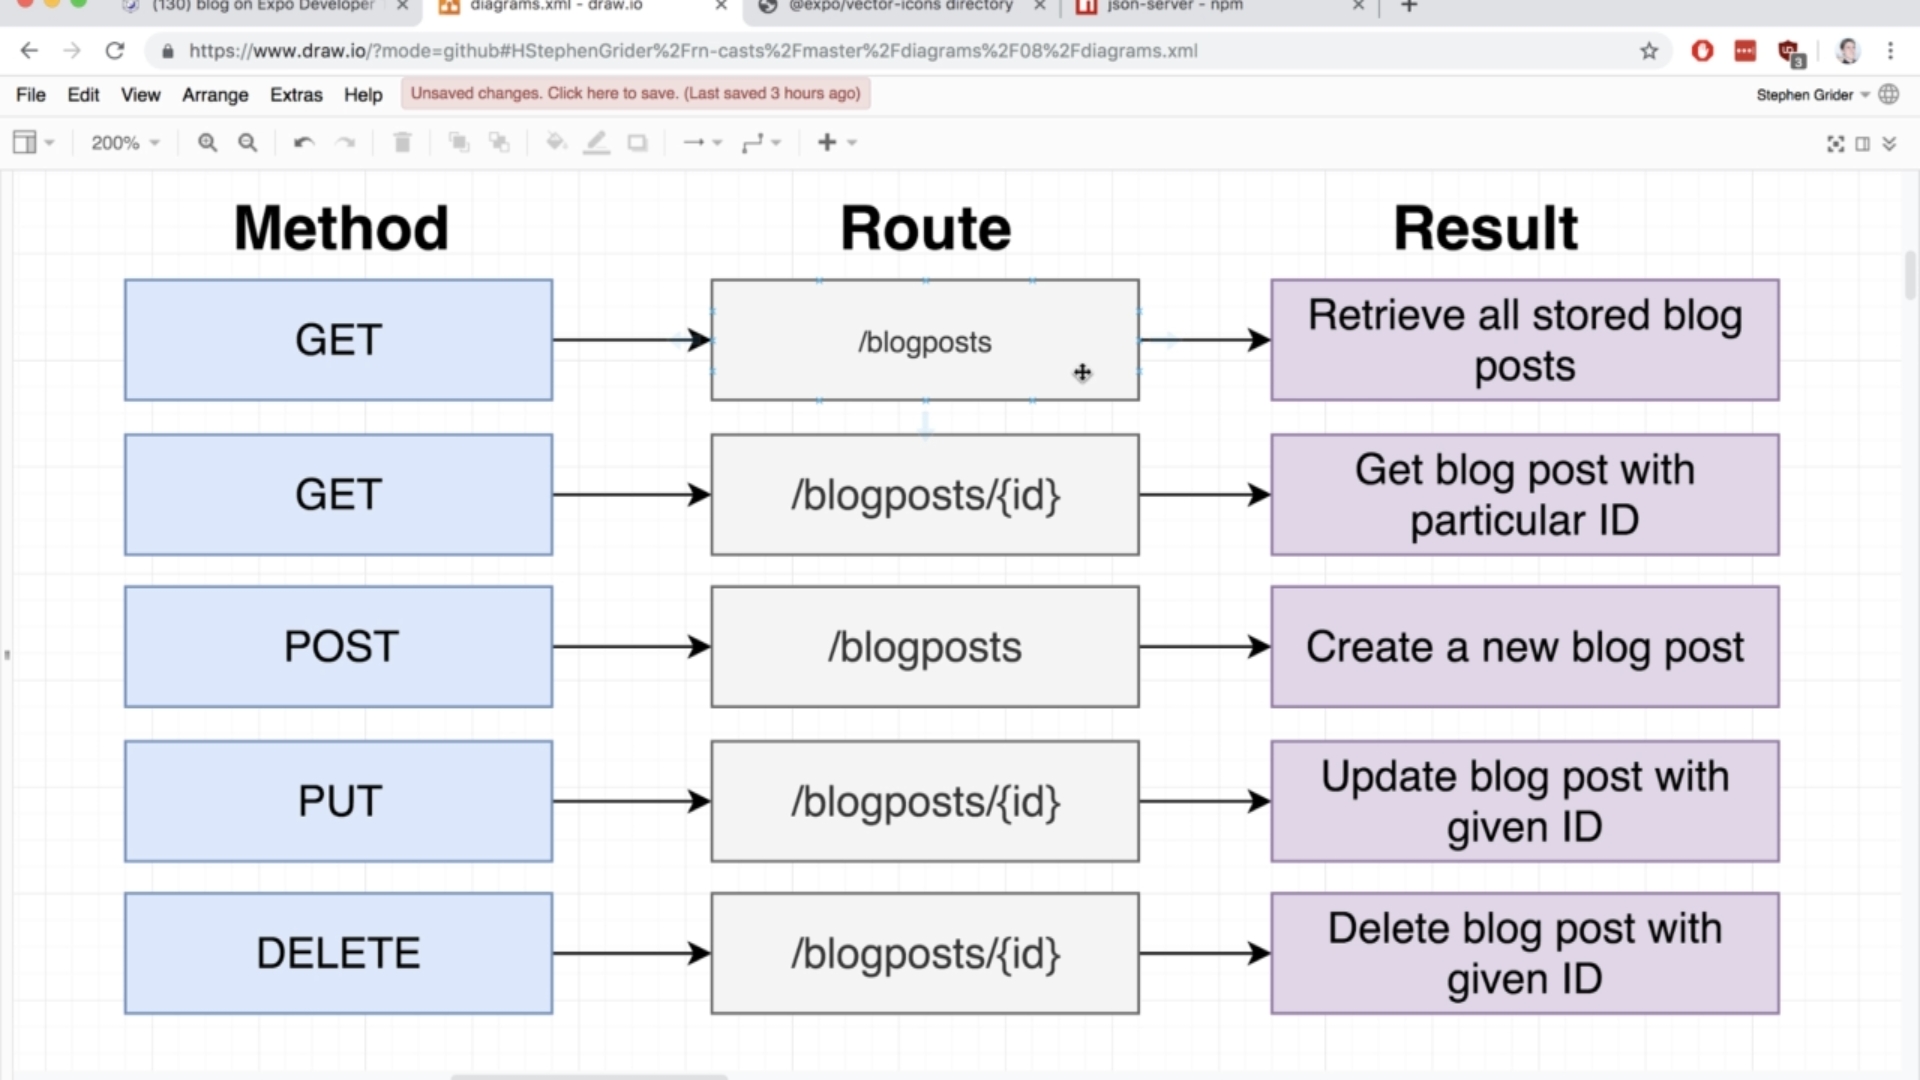 (130) blog on Expo Developer
diagrams.xml - draw.io
@expo/vector-icons directory
json-server - npm
https://www.draw.io/?mode=github#HStephenGrider%2Frn-casts%2Fmaster%2Fdiagrams%2F08%2Fdiagrams.xml
3
File Edit View Arrange Extras Help Unsaved changes. Click here to save. (Last saved 3 hours ago) Stephen Grider
200%
Method Route Result
GET /blogposts Retrieve all stored blog
posts
GET /blogposts/{id} Get blog post with
particular ID
POST /blogposts Create a new blog post
PUT /blogposts/{id} Update blog post with
given ID
DELETE /blogposts/{id} Delete blog post with
given ID